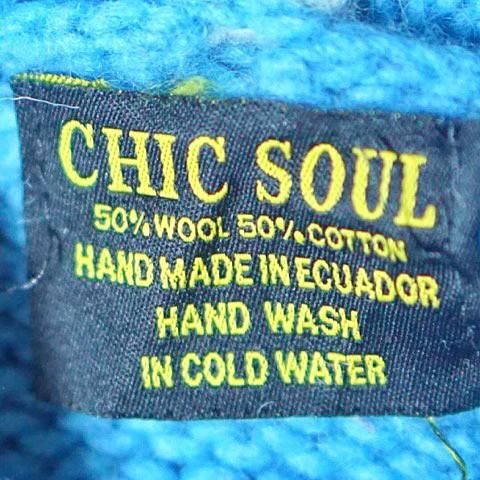 CHIC SOUL
50% WOOL 50% COTTON
HAND MADE IN ECUADOR
HAND WASH
IN COLD WATER